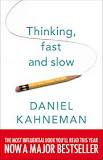 Thinking,
fast and slow
DANIEL
KAHNEMAN
THE MOST INFLUENTIAL BOOK YOU'LL READ THIS YEAR
NOW A MAJOR BESTSELLER